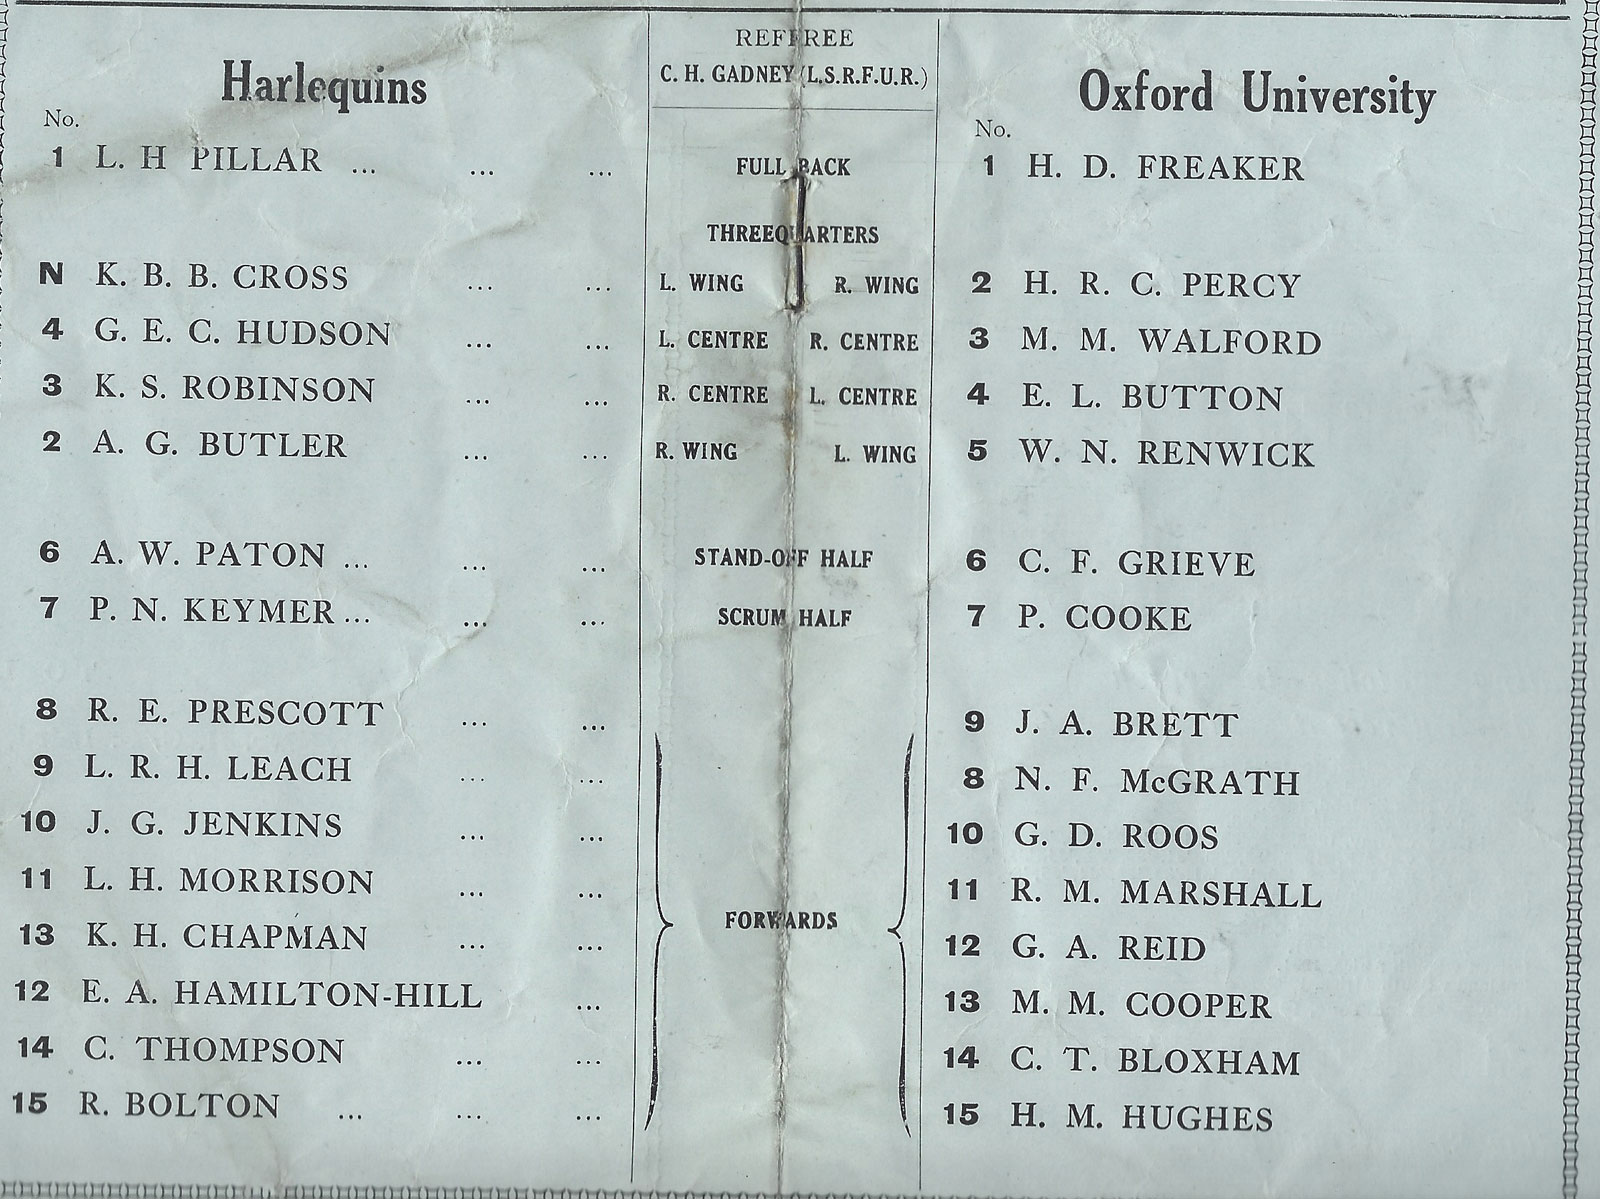 REFEREE
C. H. GADNEY (L.S.R.F.U.R.)
Harlequins Oxford University
No. No.
1 L. H PILLAR ... ... ... FULL BACK 1 H. D. FREAKER
THREEQUARTERS
N K. B. B. CROSS ... ... L. WING R. WING 2 H. R. C. PERCY
4 G. E. C. HUDSON ... ... L. CENTRE R. CENTRE 3 M. M. WALFORD
3 K. S. ROBINSON ... ... R. CENTRE L. CENTRE 4 E. L. BUTTON
2 A. G. BUTLER ... ... R. WING L. WING 5 W. N. RENWICK
6 A. W. PATON ... ... ... STAND-OFF HALF 6 C. F. GRIEVE
7 P. N. KEYMER ... ... ... SCRUM HALF 7 P. COOKE
8 R. E. PRESCOTT ... ... 9 J. A. BRETT
9 L. R. H. LEACH ... ... 8 N. F. McGRATH
10 J. G. JENKINS ... ... 10 G. D. ROOS
11 L. H. MORRISON ... ... 11 R. M. MARSHALL
13 K. H. CHAPMAN ... ... FORWARDS 12 G. A. REID
12 E. A. HAMILTON-HILL ... 13 M. M. COOPER
14 C. THOMPSON ... ... 14 C. T. BLOXHAM
15 R. BOLTON ... ... ... 15 H. M. HUGHES